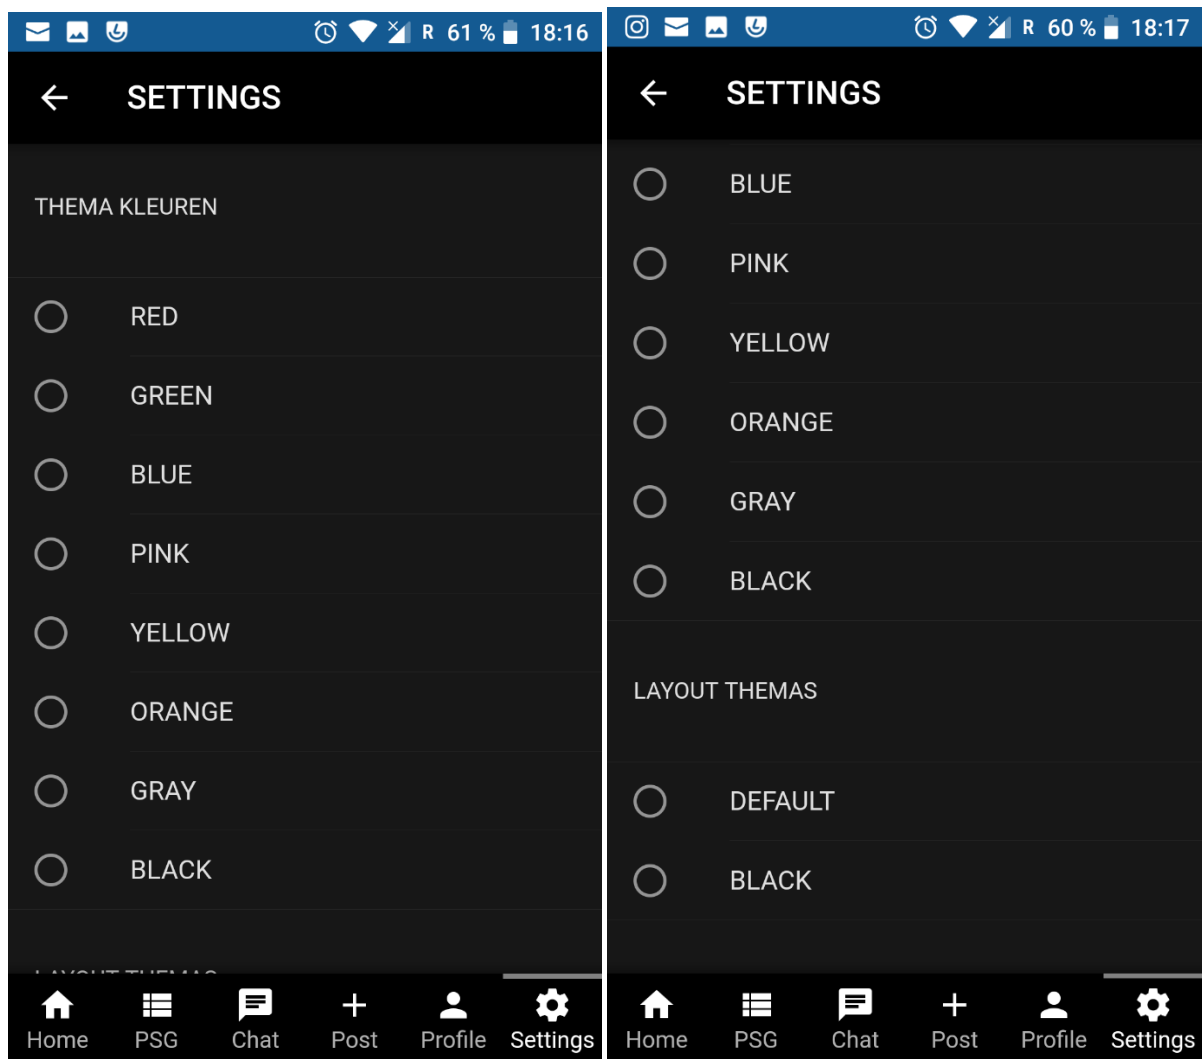 R 61 % 18:16
SETTINGS
THEMA KLEUREN
RED
GREEN
BLUE
PINK
YELLOW
ORANGE
GRAY
BLACK
LAYOUT THEMAS
Home PSG Chat Post Profile Settings
R 60 % 18:17
SETTINGS
BLUE
PINK
YELLOW
ORANGE
GRAY
BLACK
LAYOUT THEMAS
DEFAULT
BLACK
Home PSG Chat Post Profile Settings